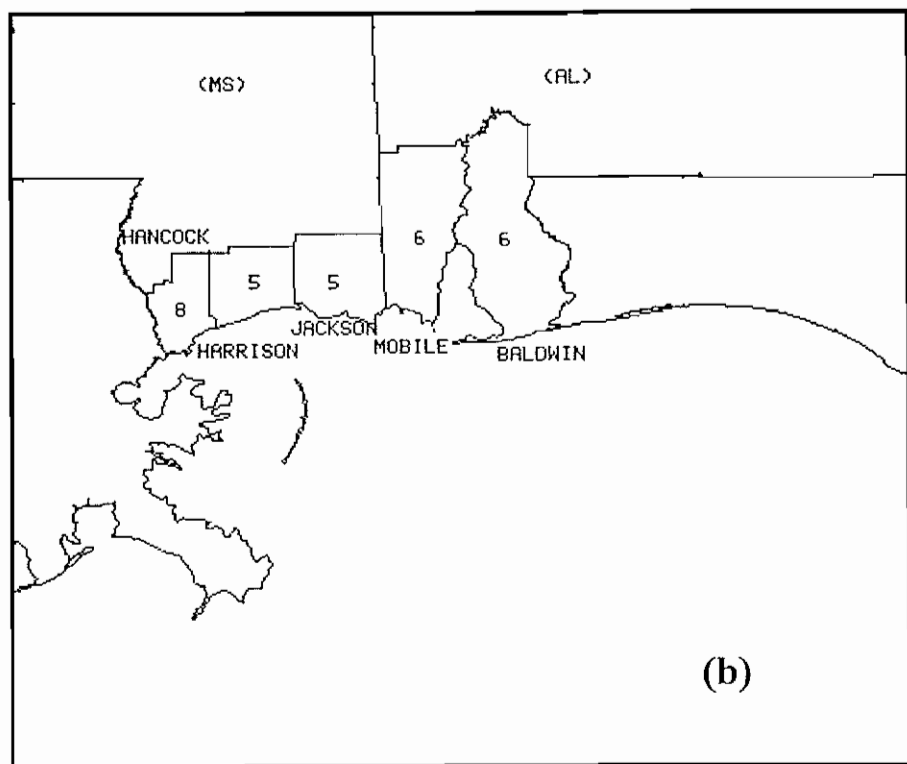 (MS)
(AL)
HANCOCK
6
6
5
5
8
JACKSON
HARRISON
MOBILE
BALDWIN
(b)